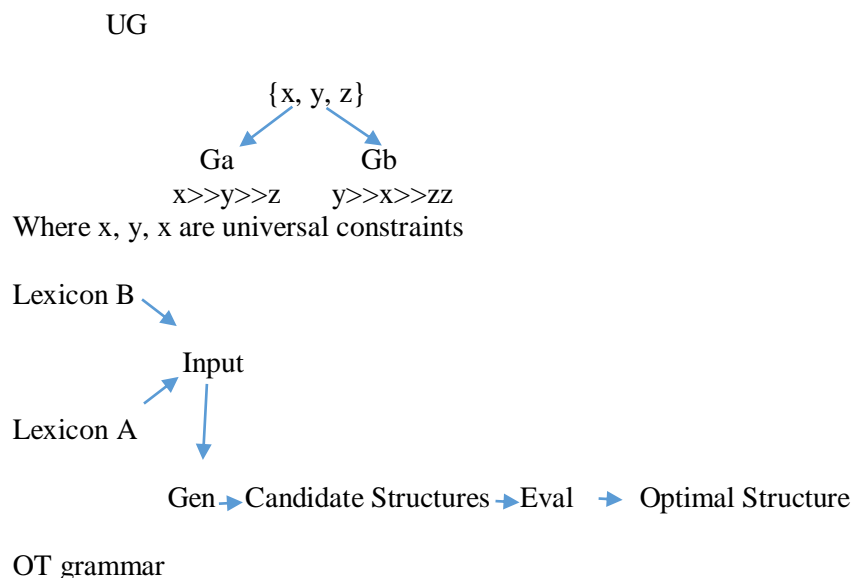 UG
{x, y, z}
Ga Gb
x>>y>>z y>>x>>zz
Where x, y, x are universal constraints
Lexicon B
Input
Lexicon A
Gen Candidate Structures Eval Optimal Structure
OT grammar